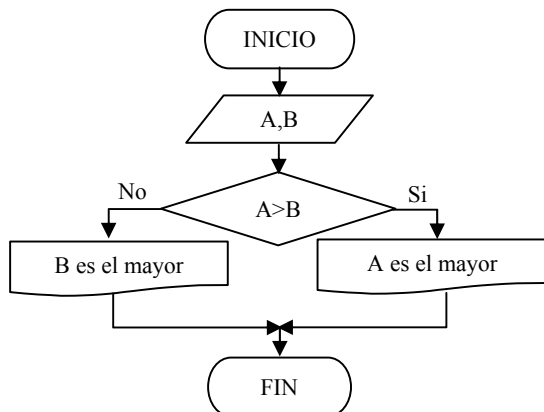 INICIO
A,B
No
Si
A>B
B es el mayor
A es el mayor
FIN